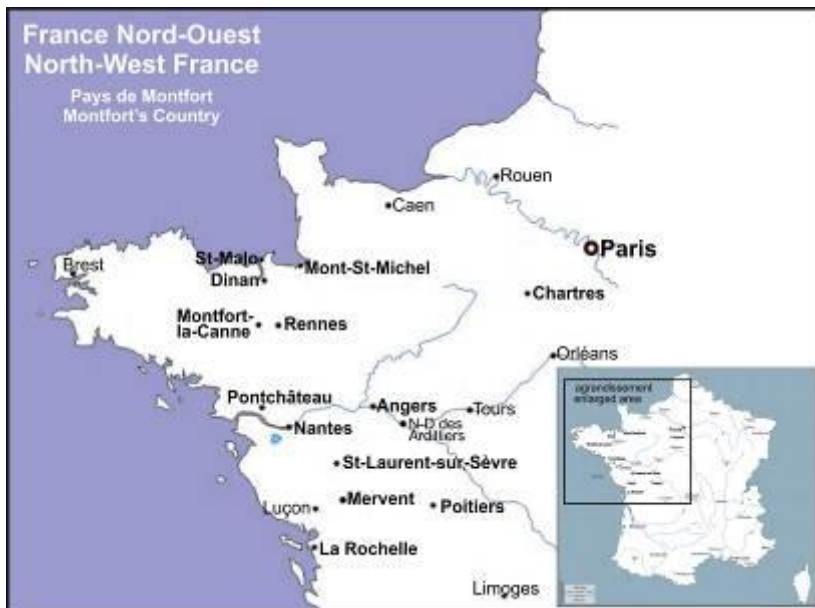 France Nord-Ouest
North-West France
Pays de Montfort
Montfort's Country
Rouen
Caen
Paris
St-Malo
Brest
Mont-St-Michel
Dinan
Chartres
Montfort-
la-Canne
Rennes
Orléans
agrandissement
enlarged area
Pontchâteau
Angers
Tours
Nantes
N-D des
Ardilliers
St-Laurent-sur-Sèvre
Mervent
Luçon
Poitiers
La Rochelle
Limoges